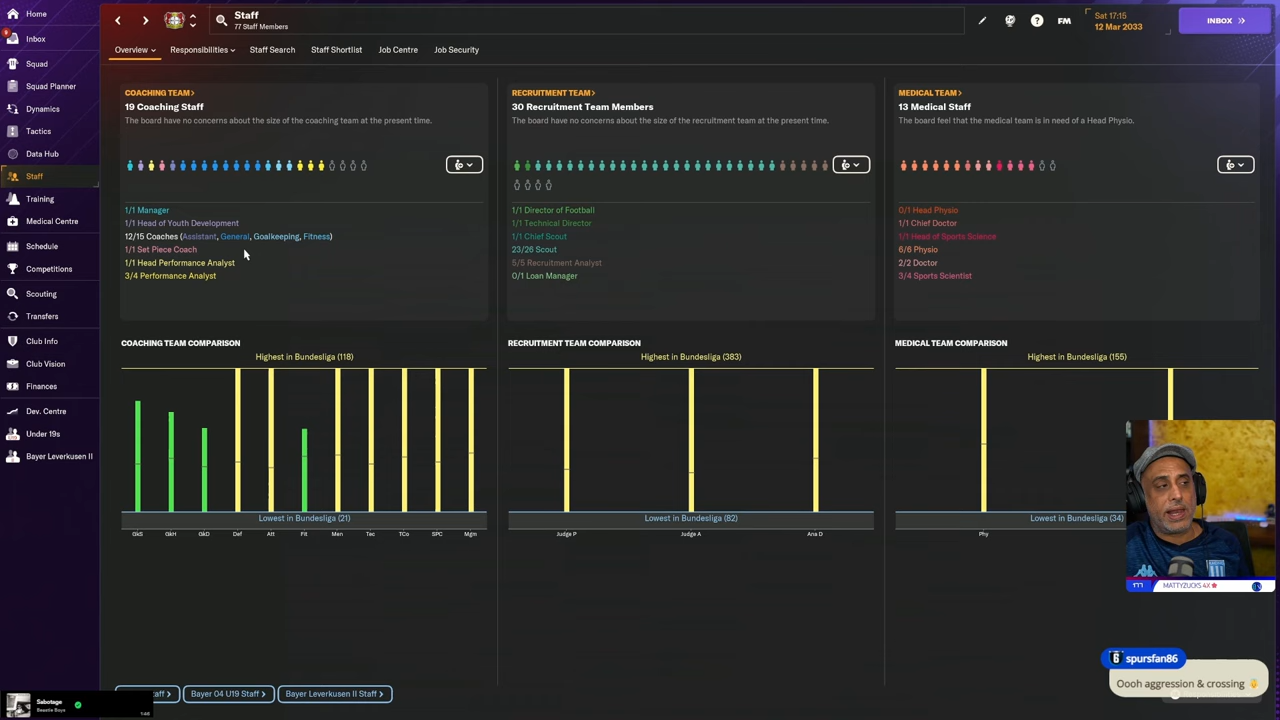 Home
9
Inbox
Squad
Squad Planner
Dynamics
Tactics
Data Hub
Staff
Training
Medical Centre
Schedule
Competitions
Scouting
Transfers
Club Info
Club Vision
Finances
Dev. Centre
Under 19s
Bayer Leverkusen II
Staff
77 Staff Members
FM
Sat 17:15
12 Mar 2033
INBOX
Overview
Responsibilities
Staff Search
Staff Shortlist
Job Centre
Job Security
COACHING TEAM
19 Coaching Staff
The board have no concerns about the size of the coaching team at the present time.
1/1 Manager
1/1 Head of Youth Development
12/15 Coaches (Assistant, General, Goalkeeping, Fitness)
1/1 Set Piece Coach
1/1 Head Performance Analyst
3/4 Performance Analyst
RECRUITMENT TEAM
30 Recruitment Team Members
The board have no concerns about the size of the recruitment team at the present time.
1/1 Director of Football
1/1 Technical Director
1/1 Chief Scout
23/26 Scout
5/5 Recruitment Analyst
0/1 Loan Manager
MEDICAL TEAM
13 Medical Staff
The board feel that the medical team is in need of a Head Physio.
0/1 Head Physio
1/1 Chief Doctor
1/1 Head of Sports Science
6/6 Physio
2/2 Doctor
3/4 Sports Scientist
COACHING TEAM COMPARISON
Highest in Bundesliga (118)
Lowest in Bundesliga (21)
GkS GkH GkD Def Att Fit Men Tac TCo SPC Mgm
RECRUITMENT TEAM COMPARISON
Highest in Bundesliga (383)
Lowest in Bundesliga (82)
Judge P Judge A Ana D
MEDICAL TEAM COMPARISON
Highest in Bundesliga (155)
Lowest in Bundesliga (34)
Phy
MATTYZUCKS 4X
6 spursfan86
Oooh aggression & crossing
Bayer 04 U19 Staff
Bayer Leverkusen II Staff
Sabotage
Beastie Boys